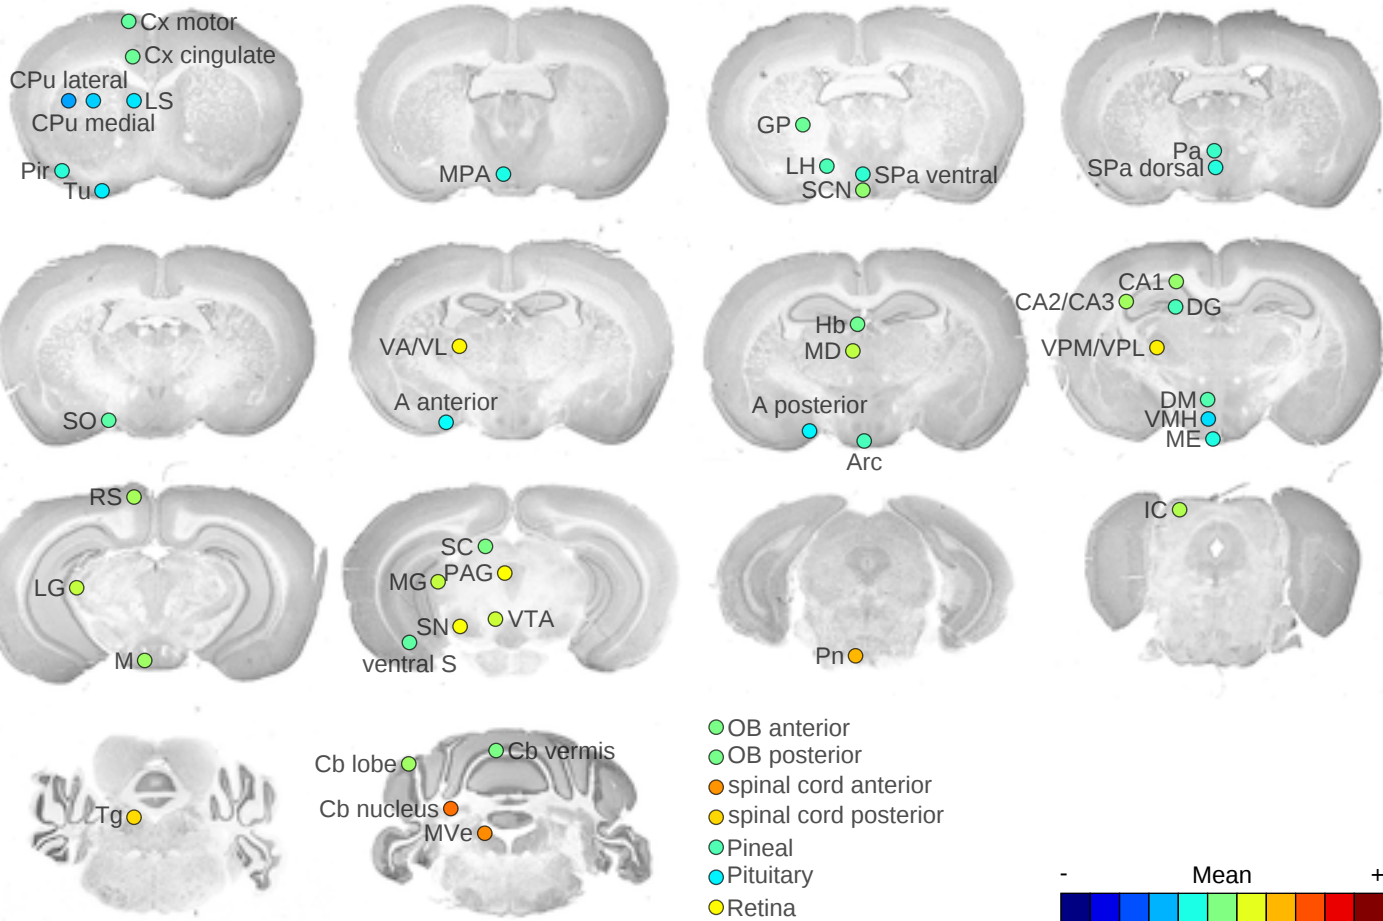 Cx motor
Cx cingulate
CPu lateral
LS
CPu medial
Pir
Tu
MPA
GP
LH
SPa ventral
SCN
Pa
SPa dorsal
SO
VA/VL
A anterior
Hb
MD
A posterior
Arc
CA1
CA2/CA3
DG
VPM/VPL
DM
VMH
ME
RS
LG
M
SC
PAG
MG
SN
VTA
ventral S
Pn
IC
Tg
Cb lobe
Cb vermis
Cb nucleus
MVe
OB anterior
OB posterior
spinal cord anterior
spinal cord posterior
Pineal
Pituitary
Retina
- Mean +